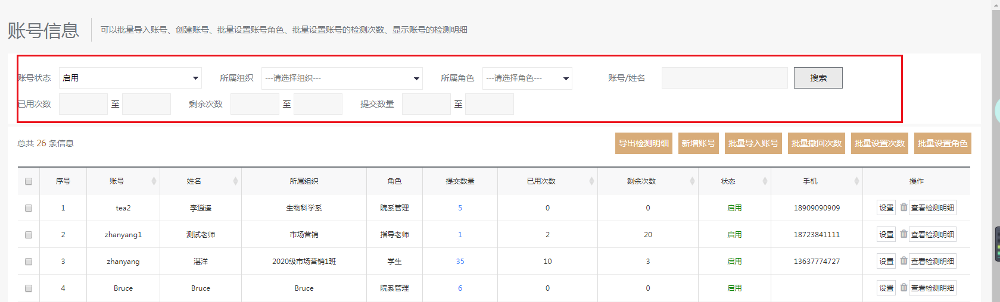 账号信息 可以批量导入账号、创建账号、批量设置账号角色、批量设置账号的检测次数、显示账号的检测明细
账号状态 启用 所属组织 ---请选择组织--- 所属角色 ---请选择角色--- 账号/姓名 搜索
已用次数 至 剩余次数 至 提交数量 至
总共 26 条信息 导出检测明细 新增账号 批量导入账号 批量撤回次数 批量设置次数 批量设置角色
序号 账号 姓名 所属组织 角色 提交数量 已用次数 剩余次数 状态 手机 操作
1 tea2 李逍遥 生物科学系 院系管理 5 0 0 启用 18909090909 设置 查看检测明细
2 zhanyang1 测试老师 市场营销 指导老师 1 2 20 启用 18723841111 设置 查看检测明细
3 zhanyang 湛洋 2020级市场营销1班 学生 35 10 3 启用 13637774727 设置 查看检测明细
4 Bruce Bruce Bruce 院系管理 6 0 0 启用 设置 查看检测明细